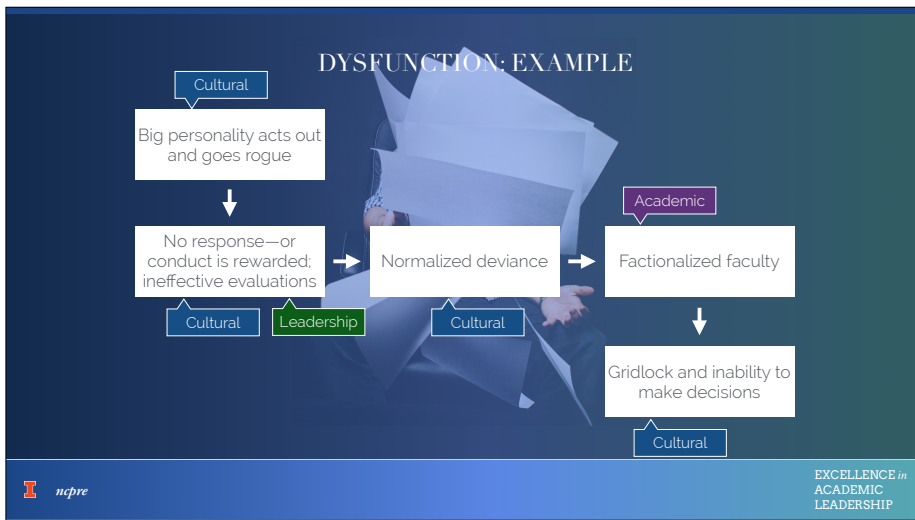 DYSFUNCTION: EXAMPLE
Cultural
Big personality acts out
and goes rogue
No response—or
conduct is rewarded;
ineffective evaluations
Cultural
Leadership
Normalized deviance
Cultural
Academic
Factionalized faculty
Gridlock and inability to
make decisions
Cultural
I ncpre
EXCELLENCE in
ACADEMIC
LEADERSHIP